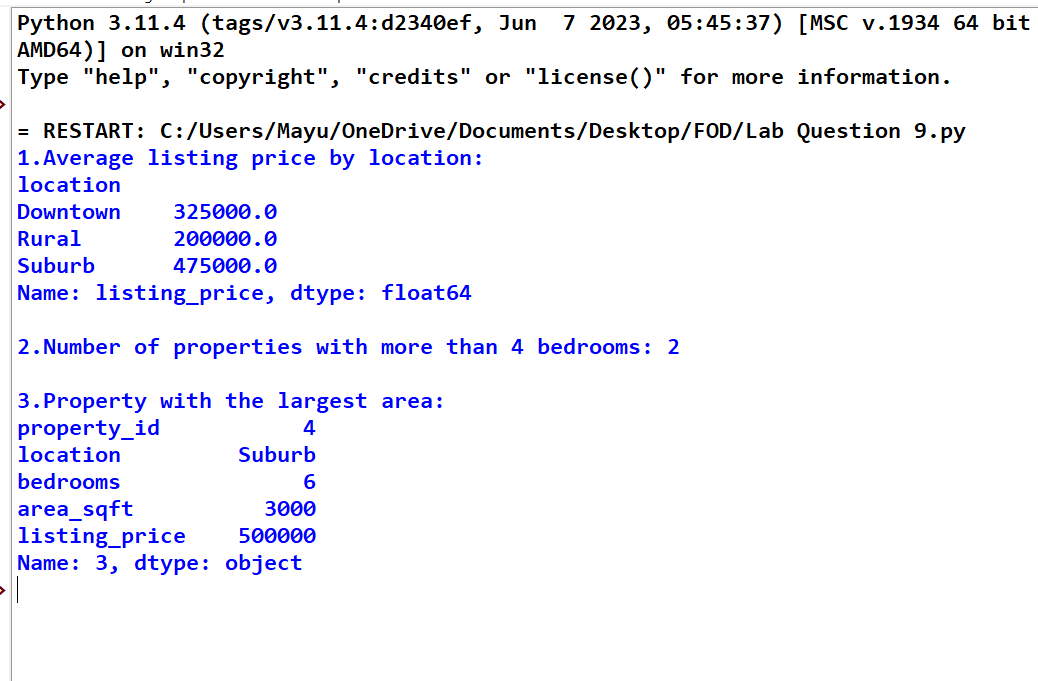 Python 3.11.4 (tags/v3.11.4:d2340ef, Jun  7 2023, 05:45:37) [MSC v.1934 64 bit
AMD64)] on win32
Type "help", "copyright", "credits" or "license()" for more information.
= RESTART: C:/Users/Mayu/OneDrive/Documents/Desktop/FOD/Lab Question 9.py
1.Average listing price by location:
location
Downtown    325000.0
Rural       200000.0
Suburb      475000.0
Name: listing_price, dtype: float64
2.Number of properties with more than 4 bedrooms: 2
3.Property with the largest area:
property_id           4
location         Suburb
bedrooms              6
area_sqft          3000
listing_price    500000
Name: 3, dtype: object